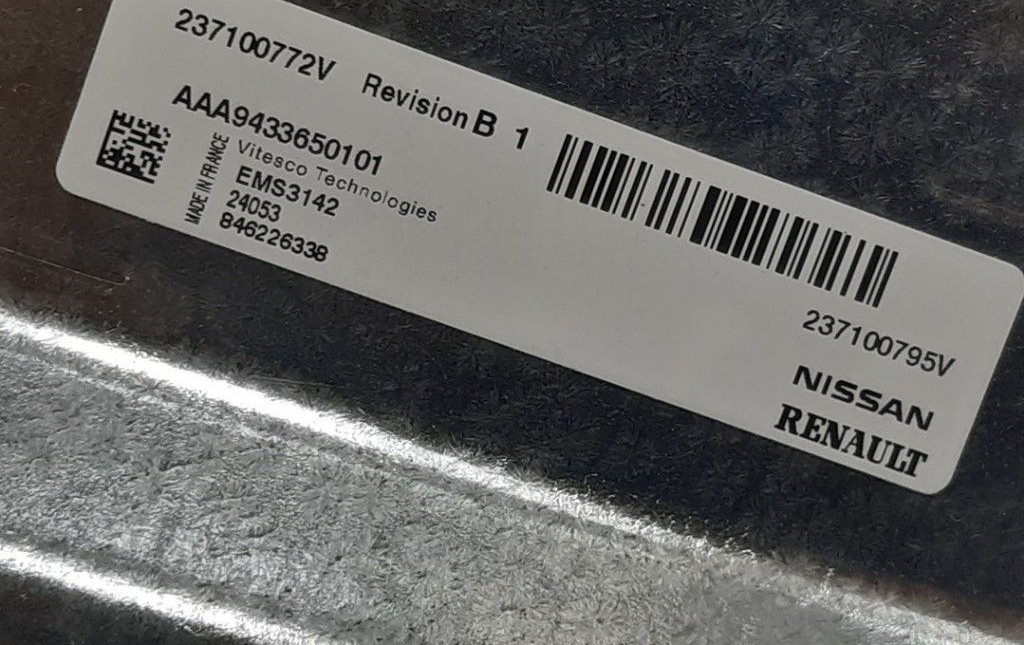 237100772V Revision B 1
AAA9433650101
Vitesco Technologies
MADE IN FRANCE
EMS3142
24053
846226338
237100795V
NISSAN
RENAULT